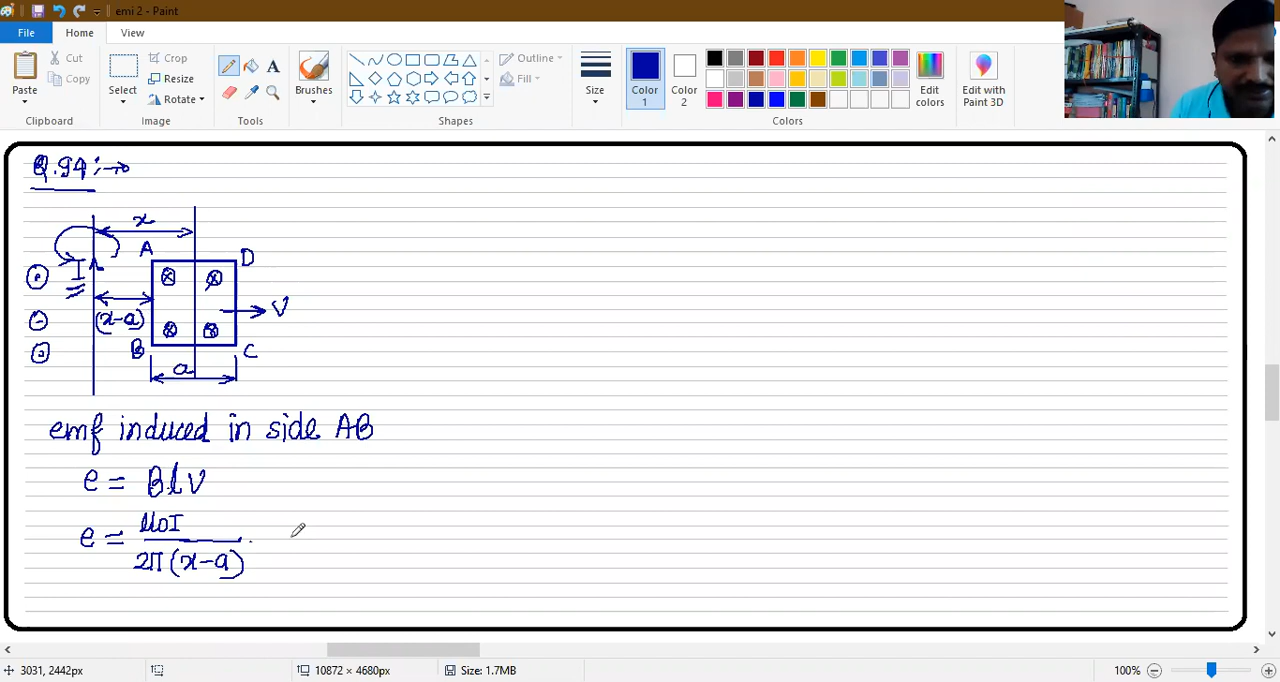 emi 2 - Paint
File Home View
Paste Cut Copy Select Crop Resize Rotate Brushes Outline Fill Size Color 1 Color 2 Edit colors Edit with Paint 3D
Clipboard Image Tools Shapes Colors
Q.94:→
x
A D
I
V
(x-a)
B C
a
emf induced in side AB
e = BlV
e = μ0I / 2π(x-a) .
3031, 2442px 10872 × 4680px Size: 1.7MB 100%